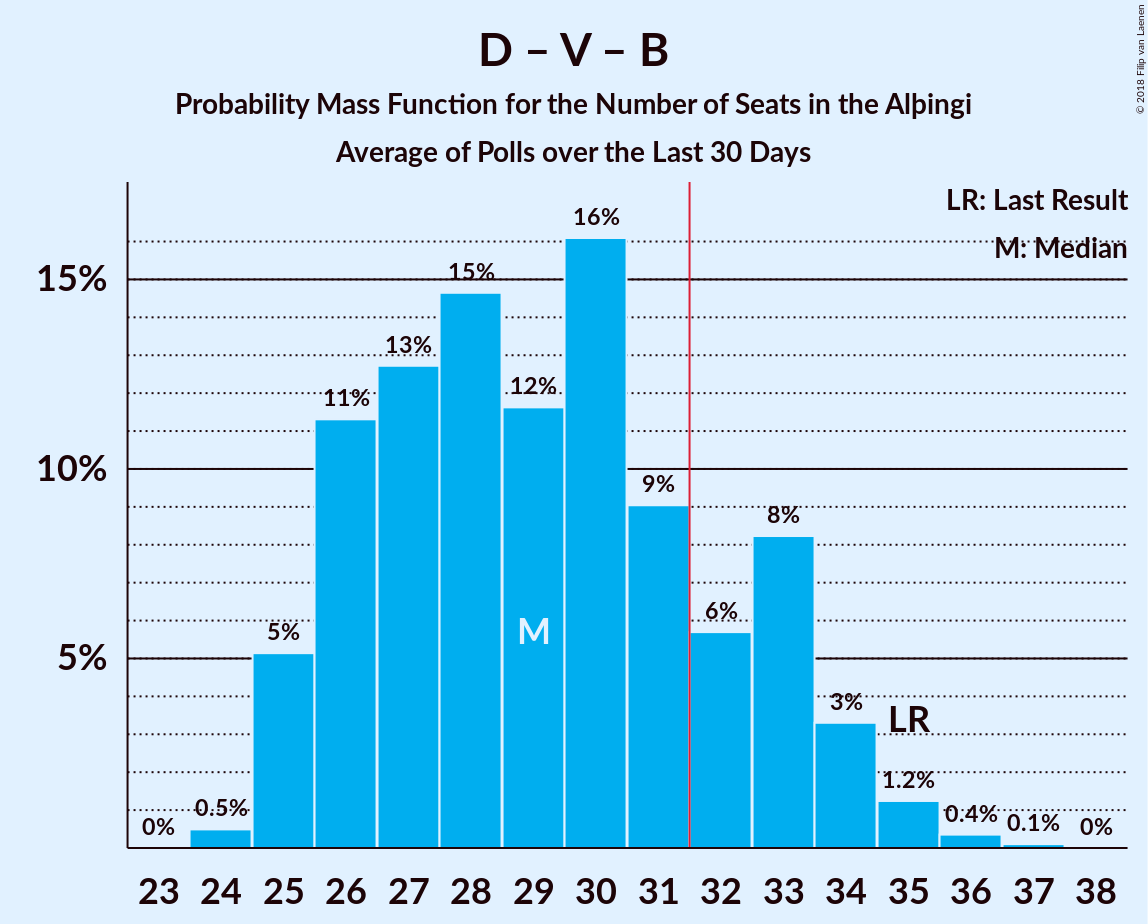 D – V – B
Probability Mass Function for the Number of Seats in the Alþingi
Average of Polls over the Last 30 Days
© 2018 Filip van Laenen
LR: Last Result
M: Median
15%
10%
5%
0%
0.5%
5%
11%
13%
15%
12%
16%
9%
6%
8%
3%
1.2%
0.4%
0.1%
0%
M
LR
23 24 25 26 27 28 29 30 31 32 33 34 35 36 37 38